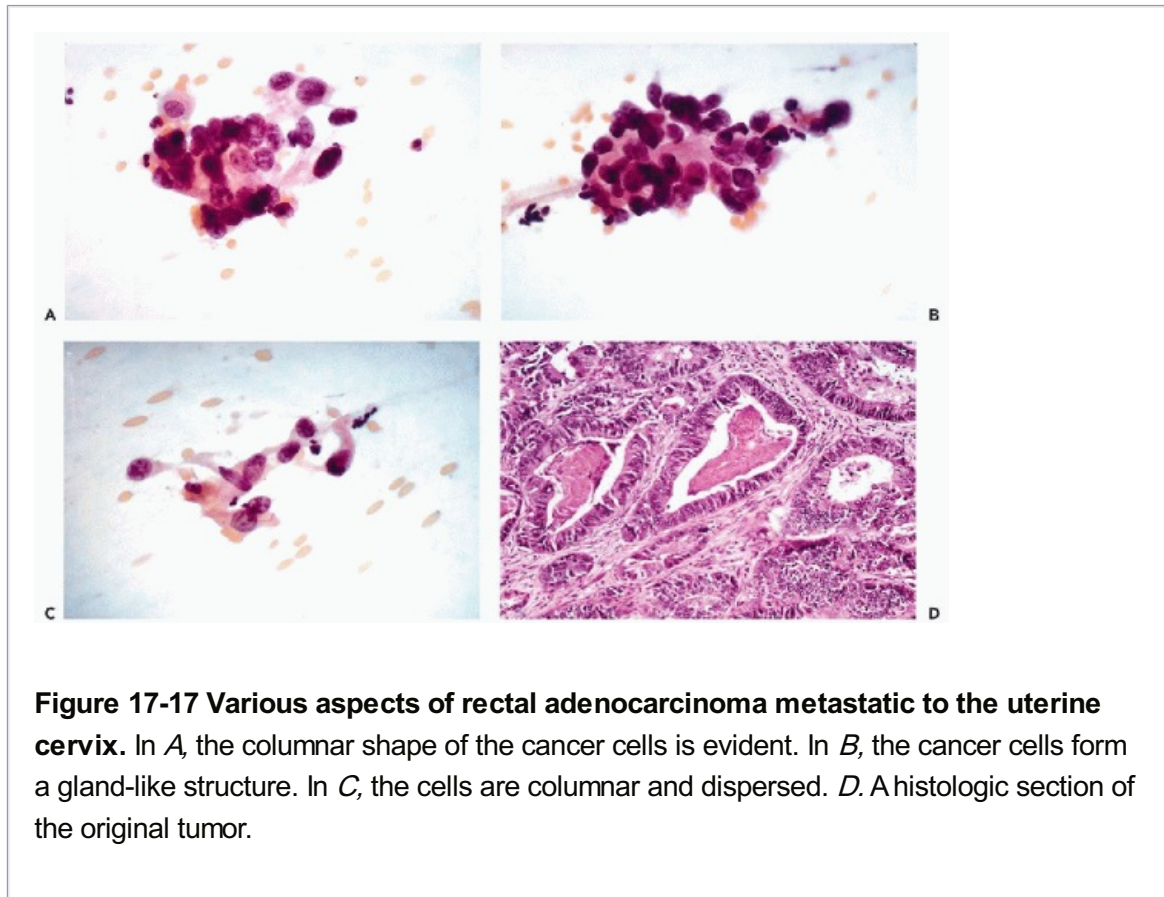 A
B
C
D
Figure 17-17 Various aspects of rectal adenocarcinoma metastatic to the uterine
cervix. In A, the columnar shape of the cancer cells is evident. In B, the cancer cells form
a gland-like structure. In C, the cells are columnar and dispersed. D. A histologic section of
the original tumor.